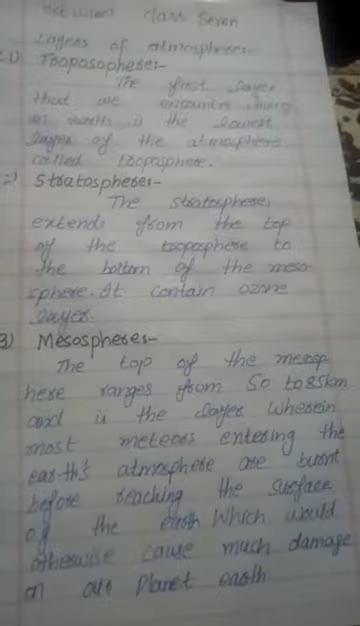 class Seven
Layers of atmosphere:-
1) Troposophere:-
The first layer
that we encounter living
on earth is the lowest
layer of the atmosphere
called troposphere.
2) Stratosphere:-
The stratosphere,
extends from the top
of the troposphere to
the bottom of the meso
sphere. It contain ozone
layer.
3) Mesosphere:-
The top of the mesosp
here ranges from 50 to 85km
and is the layer wherein
most meteors entering the
earth's atmosphere are burnt
before reaching the surface
of the earth Which would
otherwise cause much damage
on our Planet earth